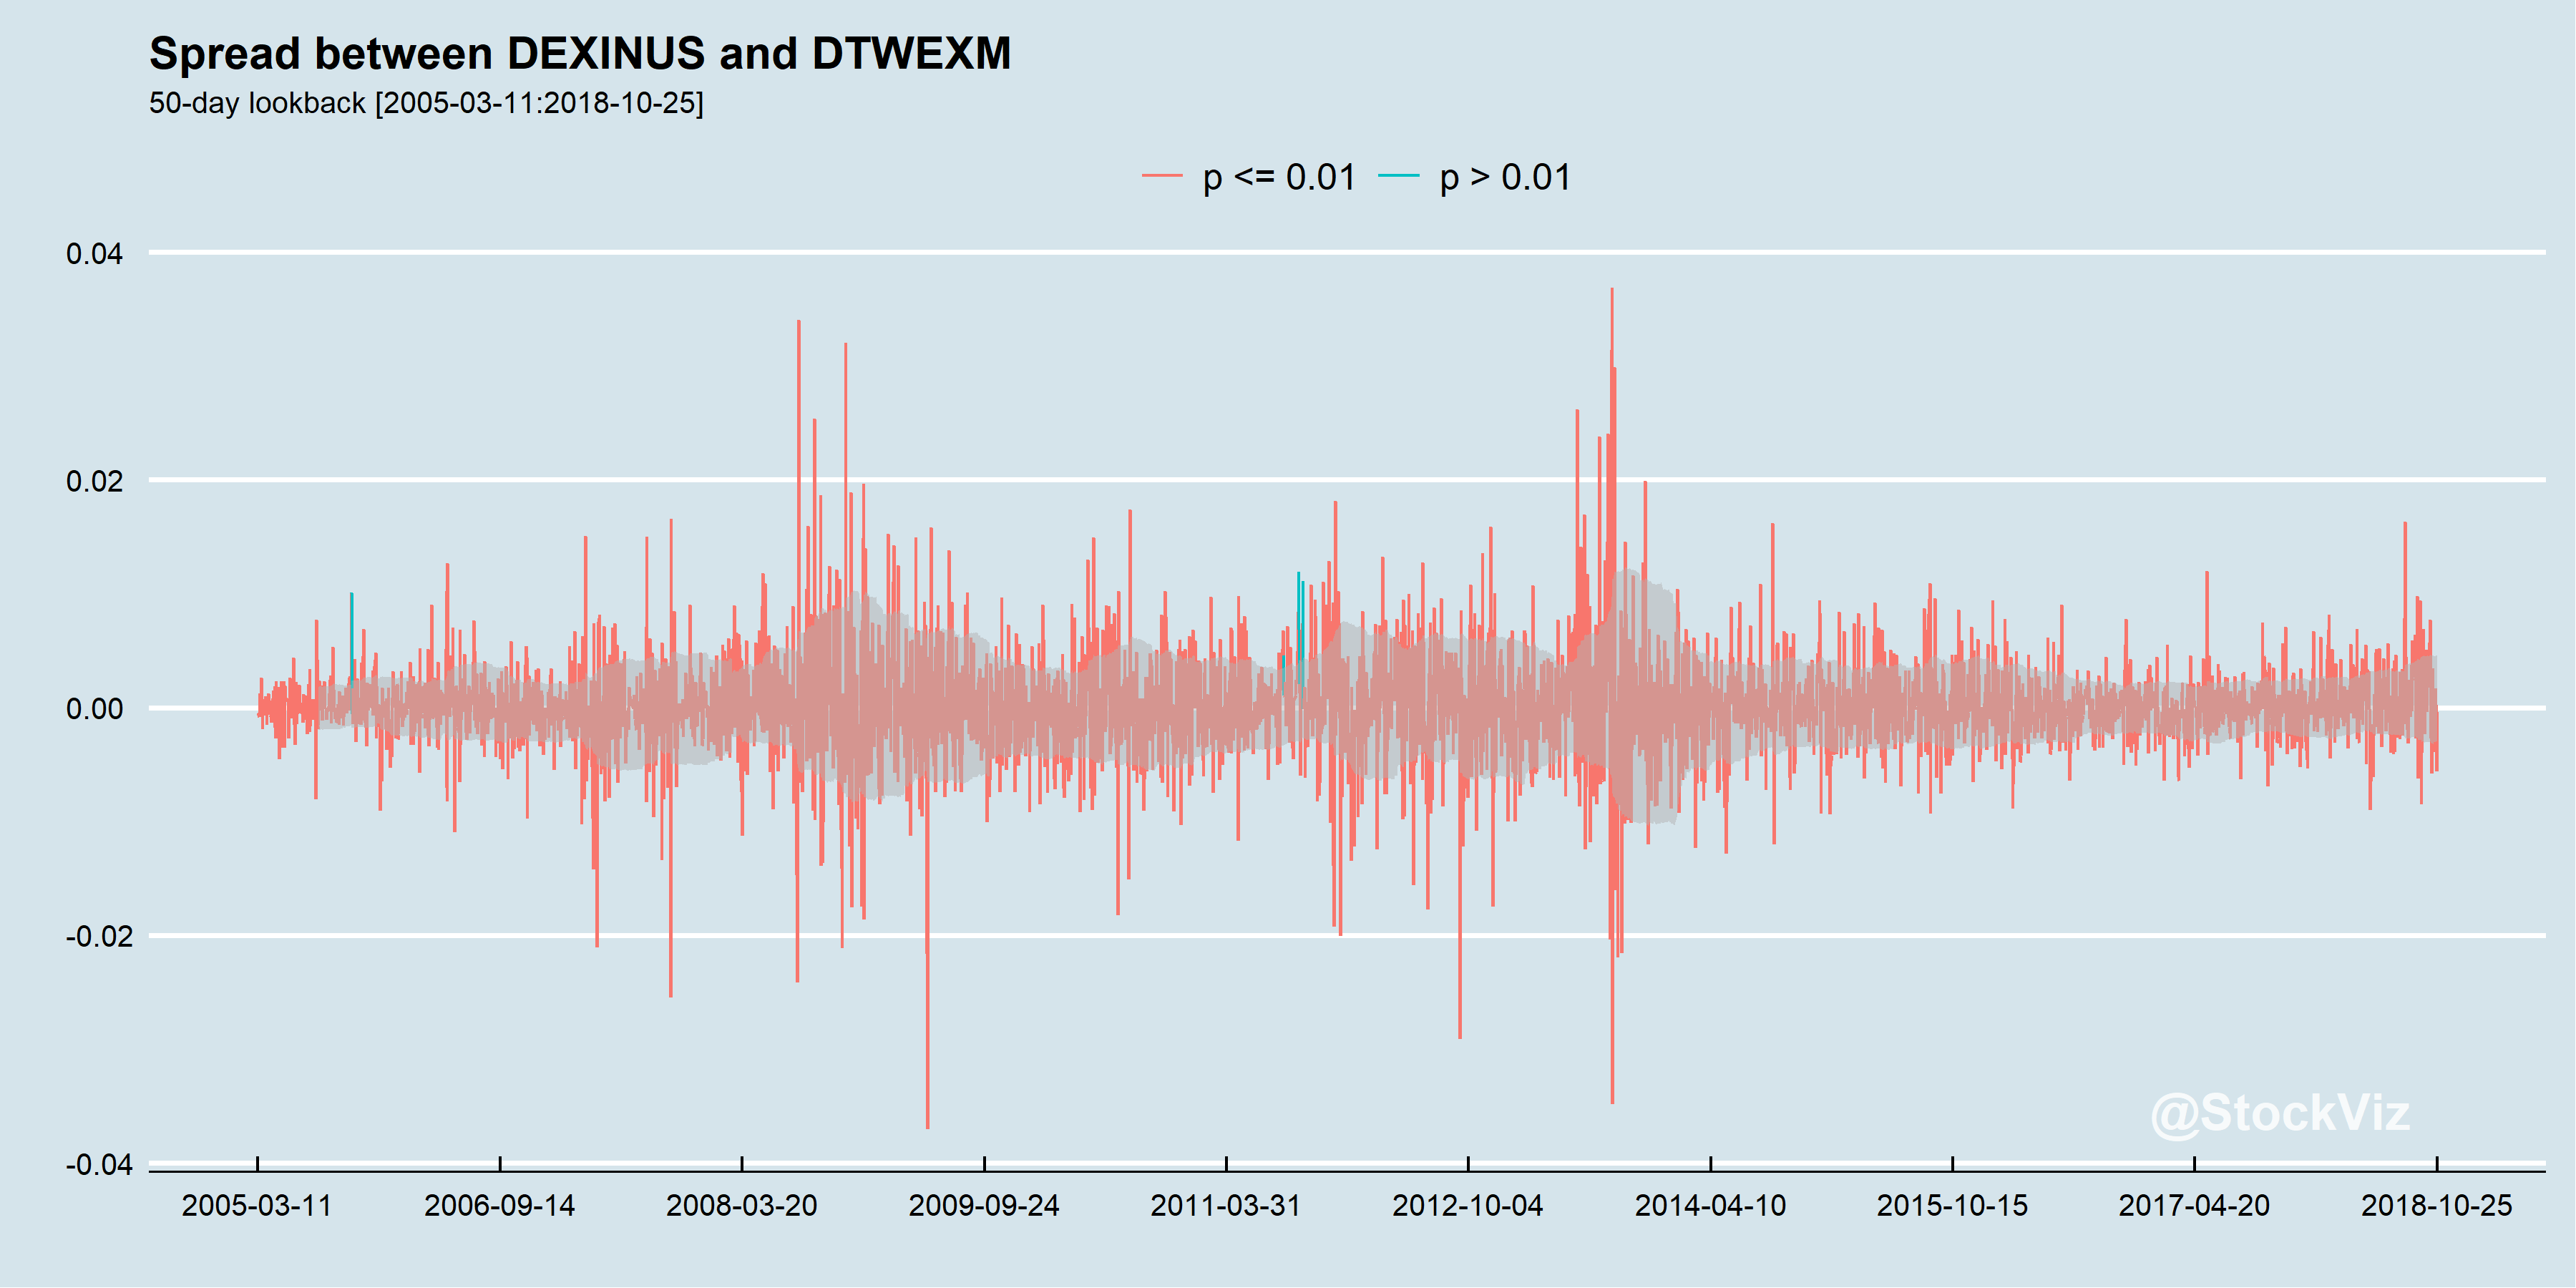 Spread between DEXINUS and DTWEXM
50-day lookback [2005-03-11:2018-10-25]
p <= 0.01 p > 0.01
0.04
0.02
0.00
-0.02
-0.04
@StockViz
2005-03-11 2006-09-14 2008-03-20 2009-09-24 2011-03-31 2012-10-04 2014-04-10 2015-10-15 2017-04-20 2018-10-25